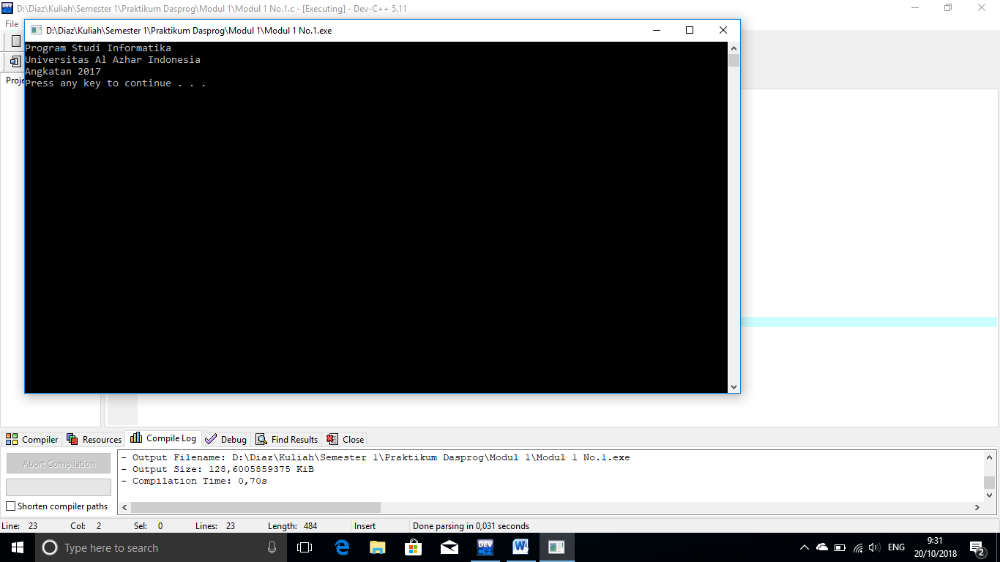 D:\Diaz\Kuliah\Semester 1\Praktikum Dasprog\Modul 1\Modul 1 No.1.c - [Executing] - Dev-C++ 5.11
File
D:\Diaz\Kuliah\Semester 1\Praktikum Dasprog\Modul 1\Modul 1 No.1.exe
Program Studi Informatika
Universitas Al Azhar Indonesia
Angkatan 2017
Press any key to continue . . .
Proje
Compiler Resources Compile Log Debug Find Results Close
Abort Compilation
Shorten compiler paths
- Output Filename: D:\Diaz\Kuliah\Semester 1\Praktikum Dasprog\Modul 1\Modul 1 No.1.exe
- Output Size: 128,6005859375 KiB
- Compilation Time: 0,70s
Line: 23 Col: 2 Sel: 0 Lines: 23 Length: 484 Insert Done parsing in 0,031 seconds
Type here to search
DEV
ENG
9:31
20/10/2018
2